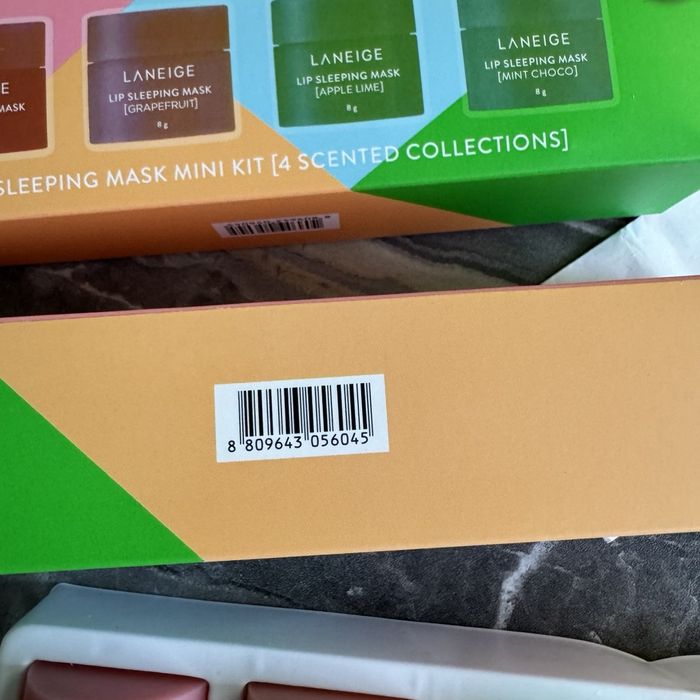 E
MASK
LANEIGE
LIP SLEEPING MASK
[GRAPEFRUIT]
8g
LANEIGE
LIP SLEEPING MASK
[APPLE LIME]
8g
LANEIGE
LIP SLEEPING MASK
[MINT CHOCO]
8g
SLEEPING MASK MINI KIT [4 SCENTED COLLECTIONS]
8 809643 056045